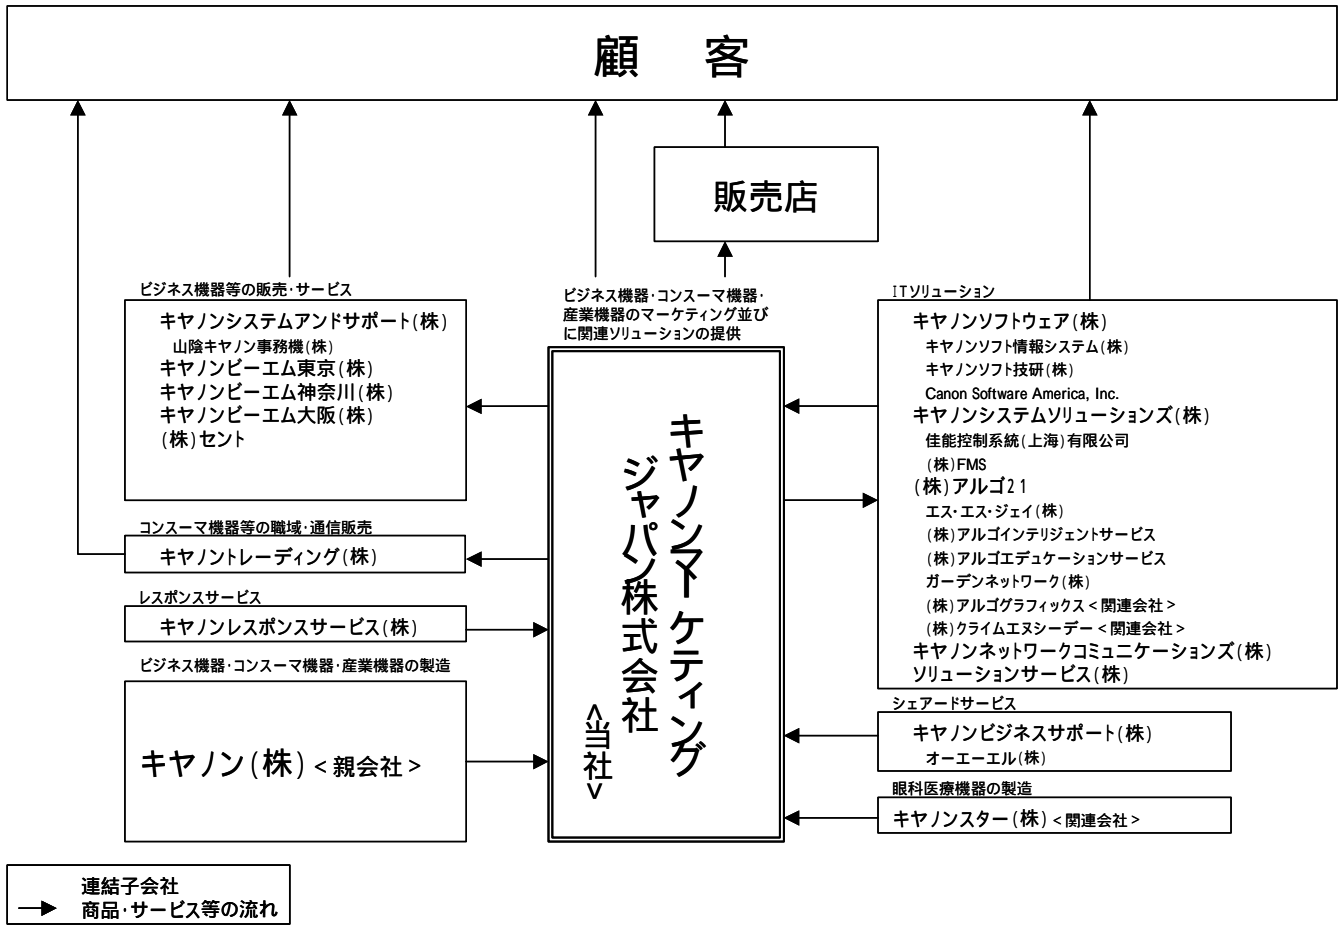 顧 客
販売店
ビジネス機器等の販売・サービス
キヤノンシステムアンドサポート(株)
山陰キヤノン事務機(株)
キヤノンビーエム東京(株)
キヤノンビーエム神奈川(株)
キヤノンビーエム大阪(株)
(株)セント
コンスーマ機器等の職域・通信販売
キヤノントレーディング(株)
レスポンスサービス
キヤノンレスポンスサービス(株)
ビジネス機器・コンスーマ機器・産業機器の製造
キヤノン(株)<親会社>
ビジネス機器・コンスーマ機器・
産業機器のマーケティング並び
に関連ソリューションの提供
キヤノンマーケティング
ジャパン株式会社
<当社>
ITソリューション
キヤノンソフトウェア(株)
キヤノンソフト情報システム(株)
キヤノンソフト技研(株)
Canon Software America, Inc.
キヤノンシステムソリューションズ(株)
佳能控制系統(上海)有限公司
(株)FMS
(株)アルゴ21
エス・エス・ジェイ(株)
(株)アルゴインテリジェントサービス
(株)アルゴエデュケーションサービス
ガーデンネットワーク(株)
(株)アルゴグラフィックス<関連会社>
(株)クライムエヌシーデー<関連会社>
キヤノンネットワークコミュニケーションズ(株)
ソリューションサービス(株)
シェアードサービス
キヤノンビジネスサポート(株)
オーエーエル(株)
眼科医療機器の製造
キヤノンスター(株)<関連会社>
連結子会社
商品・サービス等の流れ